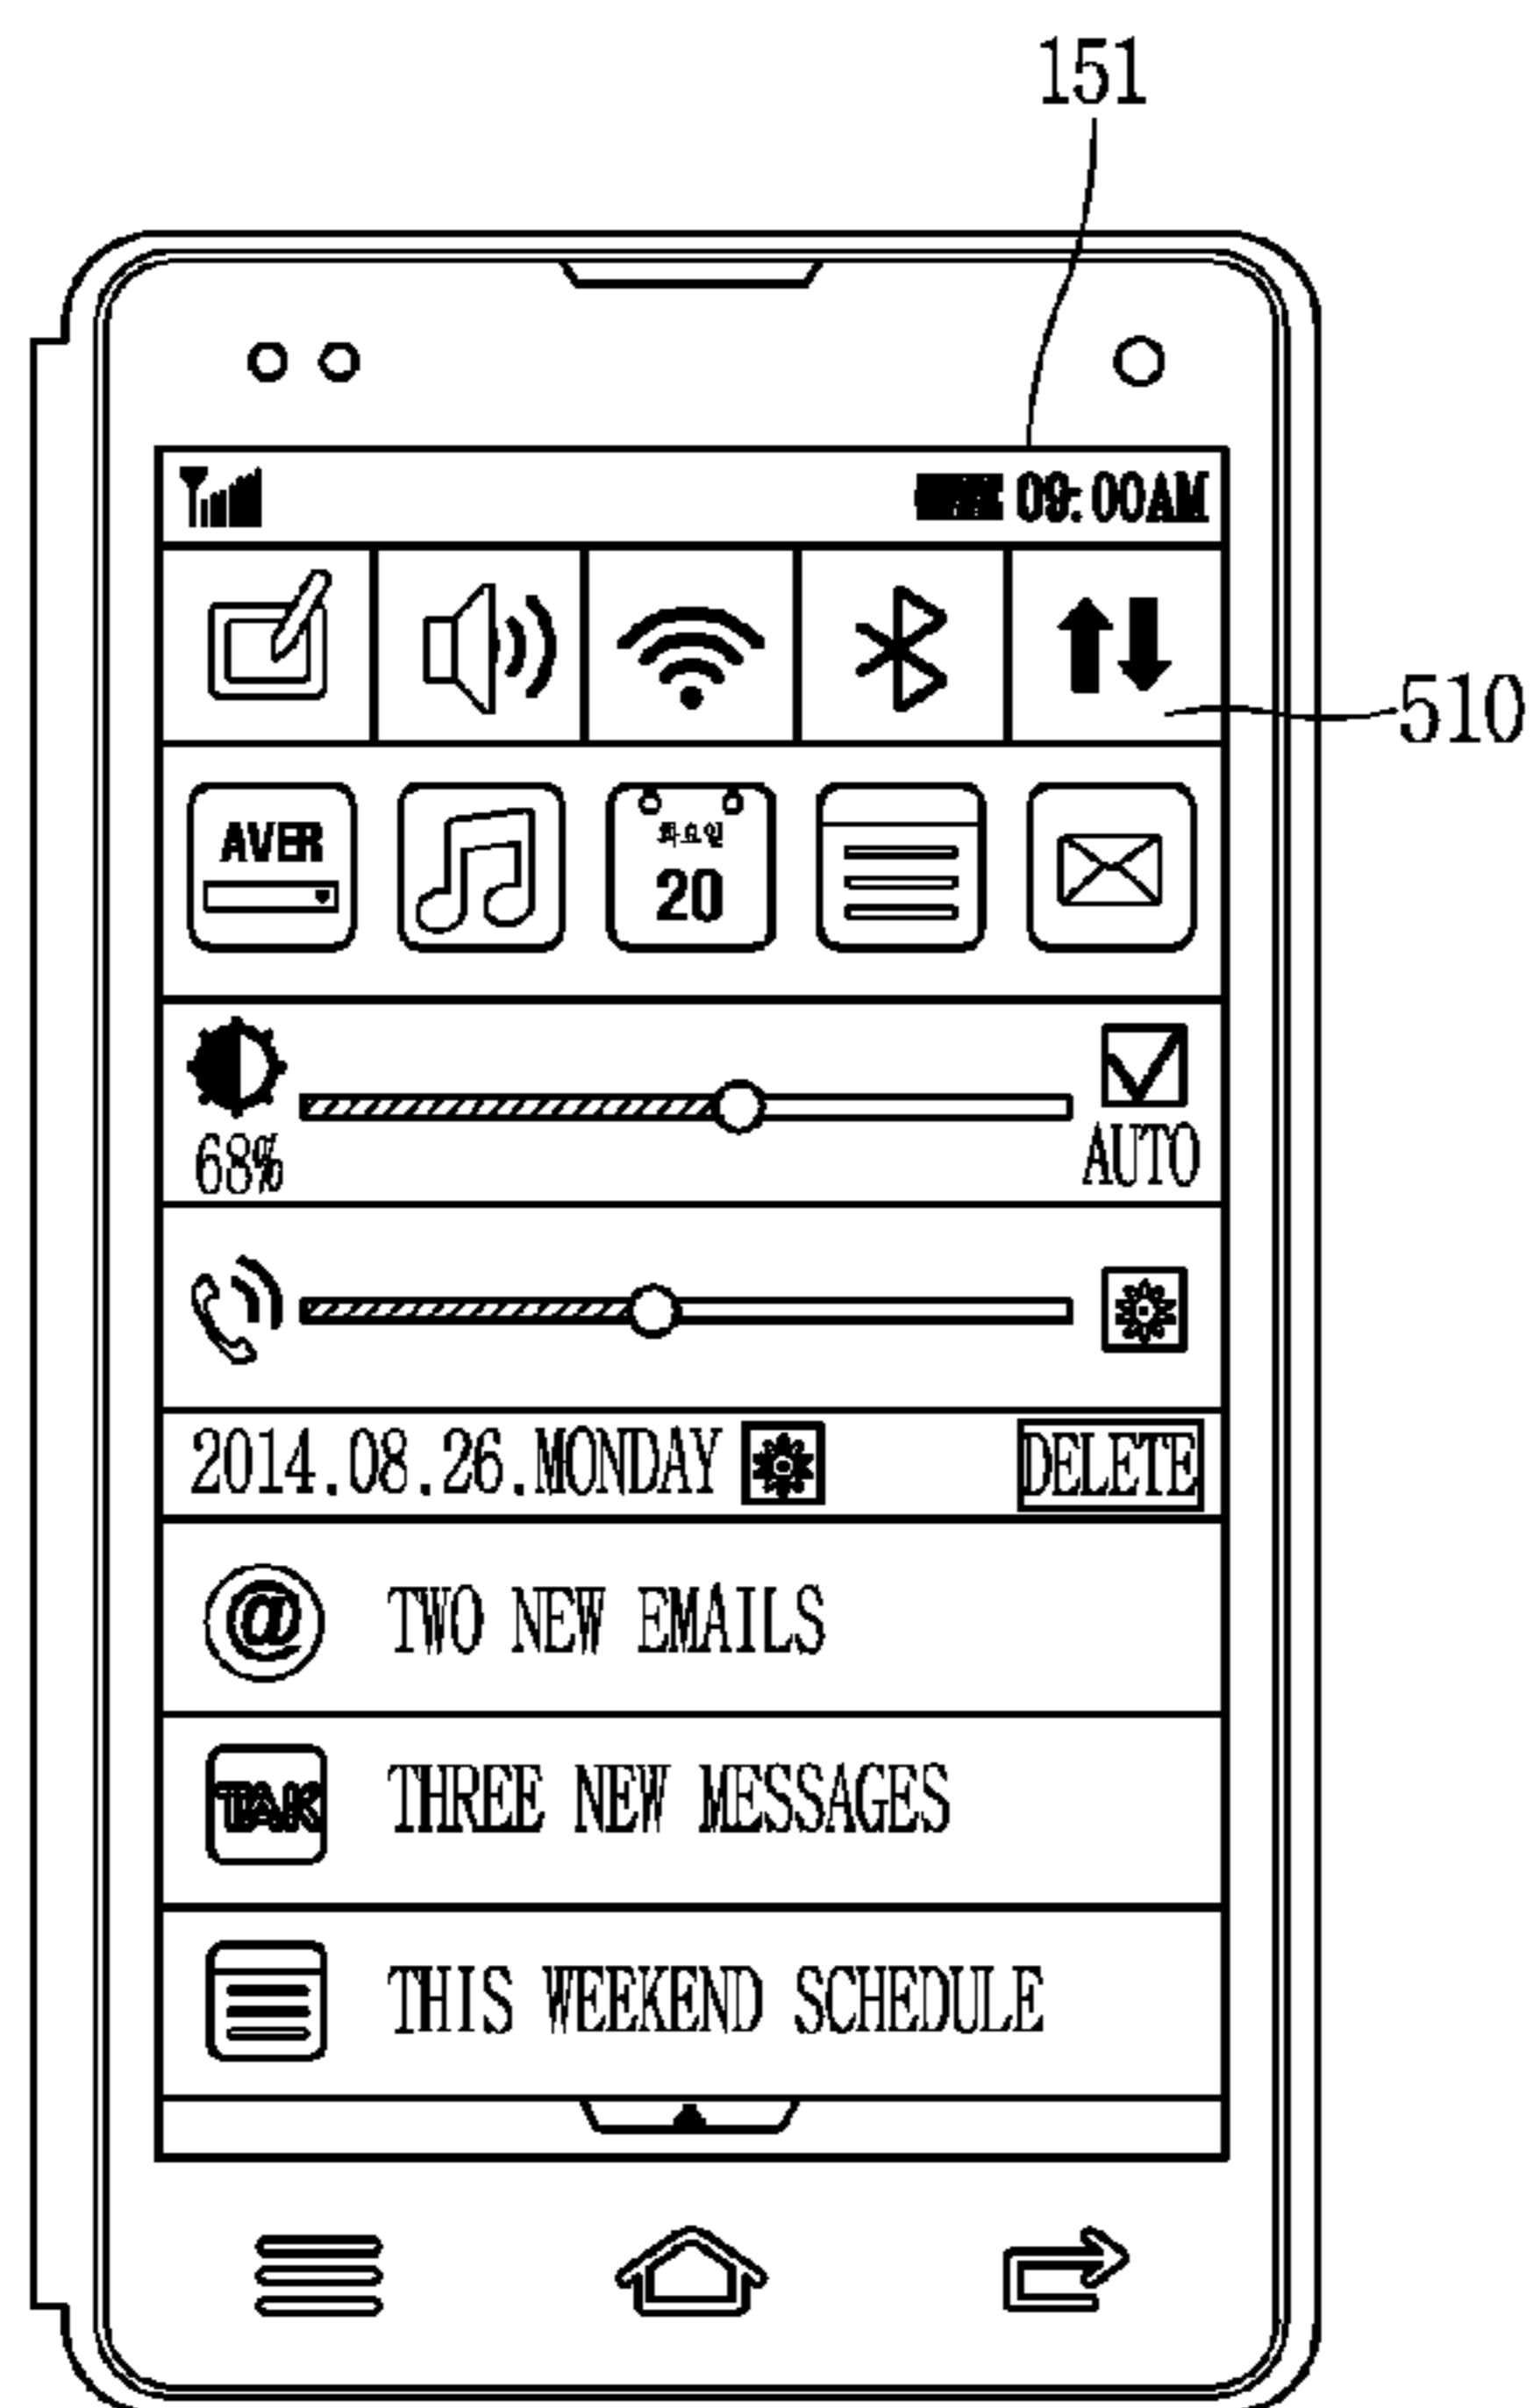 151
09:00AM
510
AVER
화요일
20
68%
AUTO
2014.08.26.MONDAY
DELETE
@
TWO NEW EMAILS
TAK
THREE NEW MESSAGES
THIS WEEKEND SCHEDULE